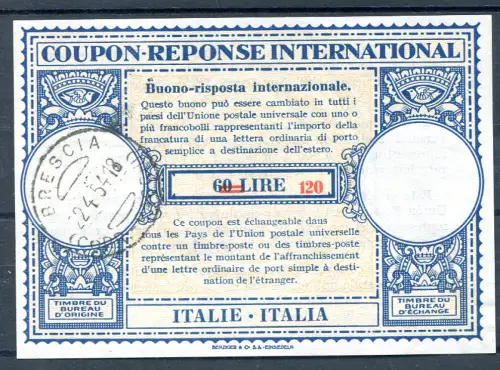 COUPON-REPONSE INTERNATIONAL
Buono-risposta internazionale.
Questo buono può essere cambiato in tutti i
paesi dell'Unione postale universale con uno o
più francobolli rappresentanti l'importo della
francatura di una lettera ordinaria di porto
semplice a destinazione dell'estero.
BRESCIA
60 LIRE 120
Ce coupon est échangeable dans
tous les Pays de l'Union postale universelle
contre un timbre-poste ou des timbres-poste
représentant le montant de l'affranchissement
d'une lettre ordinaire de port simple à desti-
nation de l'étranger.
TIMBRE DU
BUREAU
D'ORIGINE
ITALIE · ITALIA
TIMBRE DU
BUREAU
D'ÉCHANGE
BENZIGER & Co S.A. EINSIEDELN